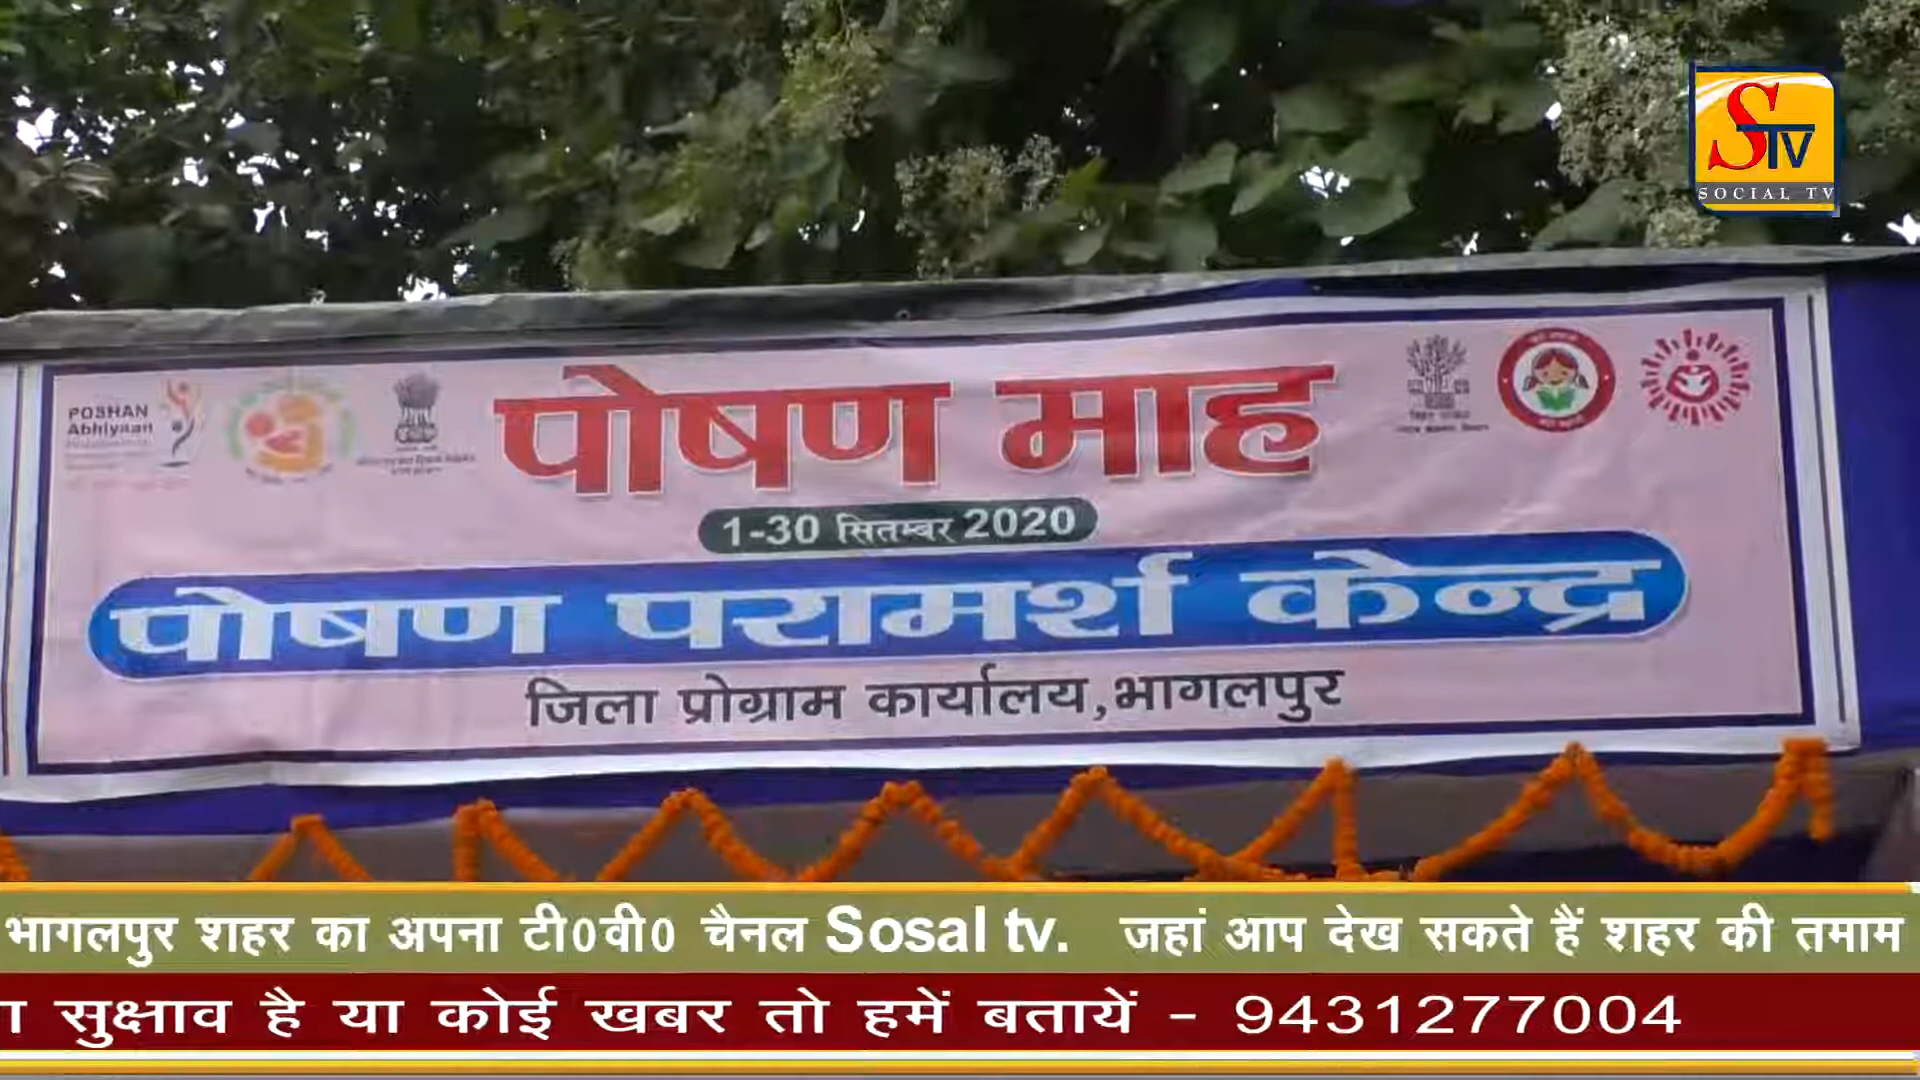 STV
SOCIAL TV
POSHAN
Abhiyaan
पोषण माह
1-30 सितम्बर 2020
पोषण परामर्श केन्द्र
जिला प्रोग्राम कार्यालय,भागलपुर
भागलपुर शहर का अपना टी0वी0 चैनल Sosal tv. जहां आप देख सकते हैं शहर की तमाम
सुक्षाव है या कोई खबर तो हमें बतायें - 9431277004